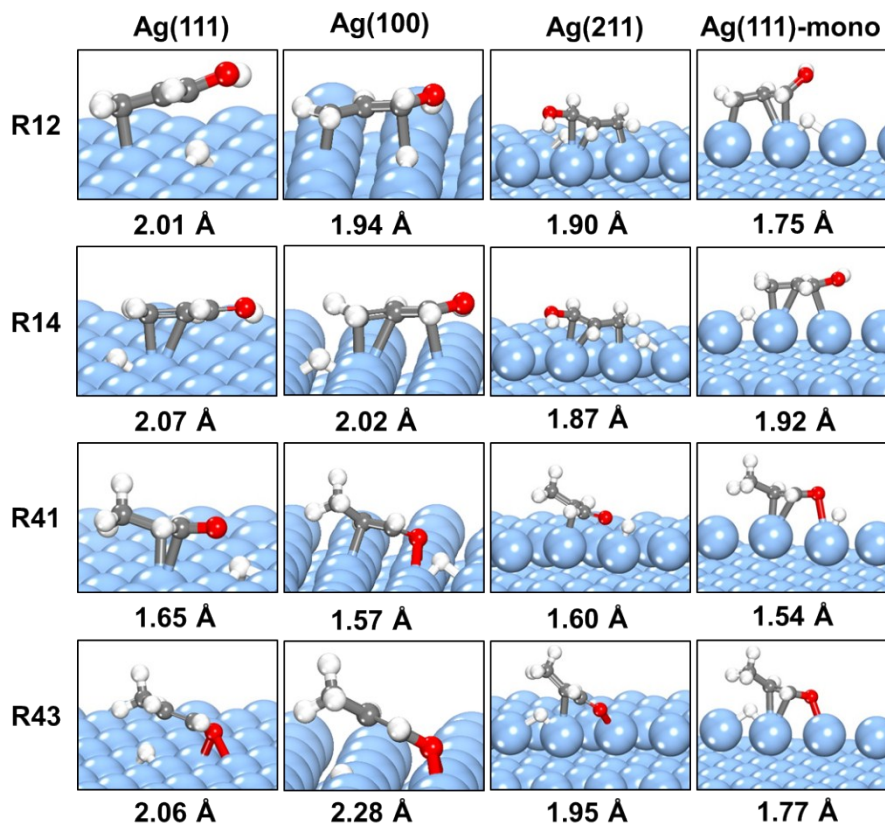 Ag(111) Ag(100) Ag(211) Ag(111)-mono
R12
2.01 Å 1.94 Å 1.90 Å 1.75 Å
R14
2.07 Å 2.02 Å 1.87 Å 1.92 Å
R41
1.65 Å 1.57 Å 1.60 Å 1.54 Å
R43
2.06 Å 2.28 Å 1.95 Å 1.77 Å